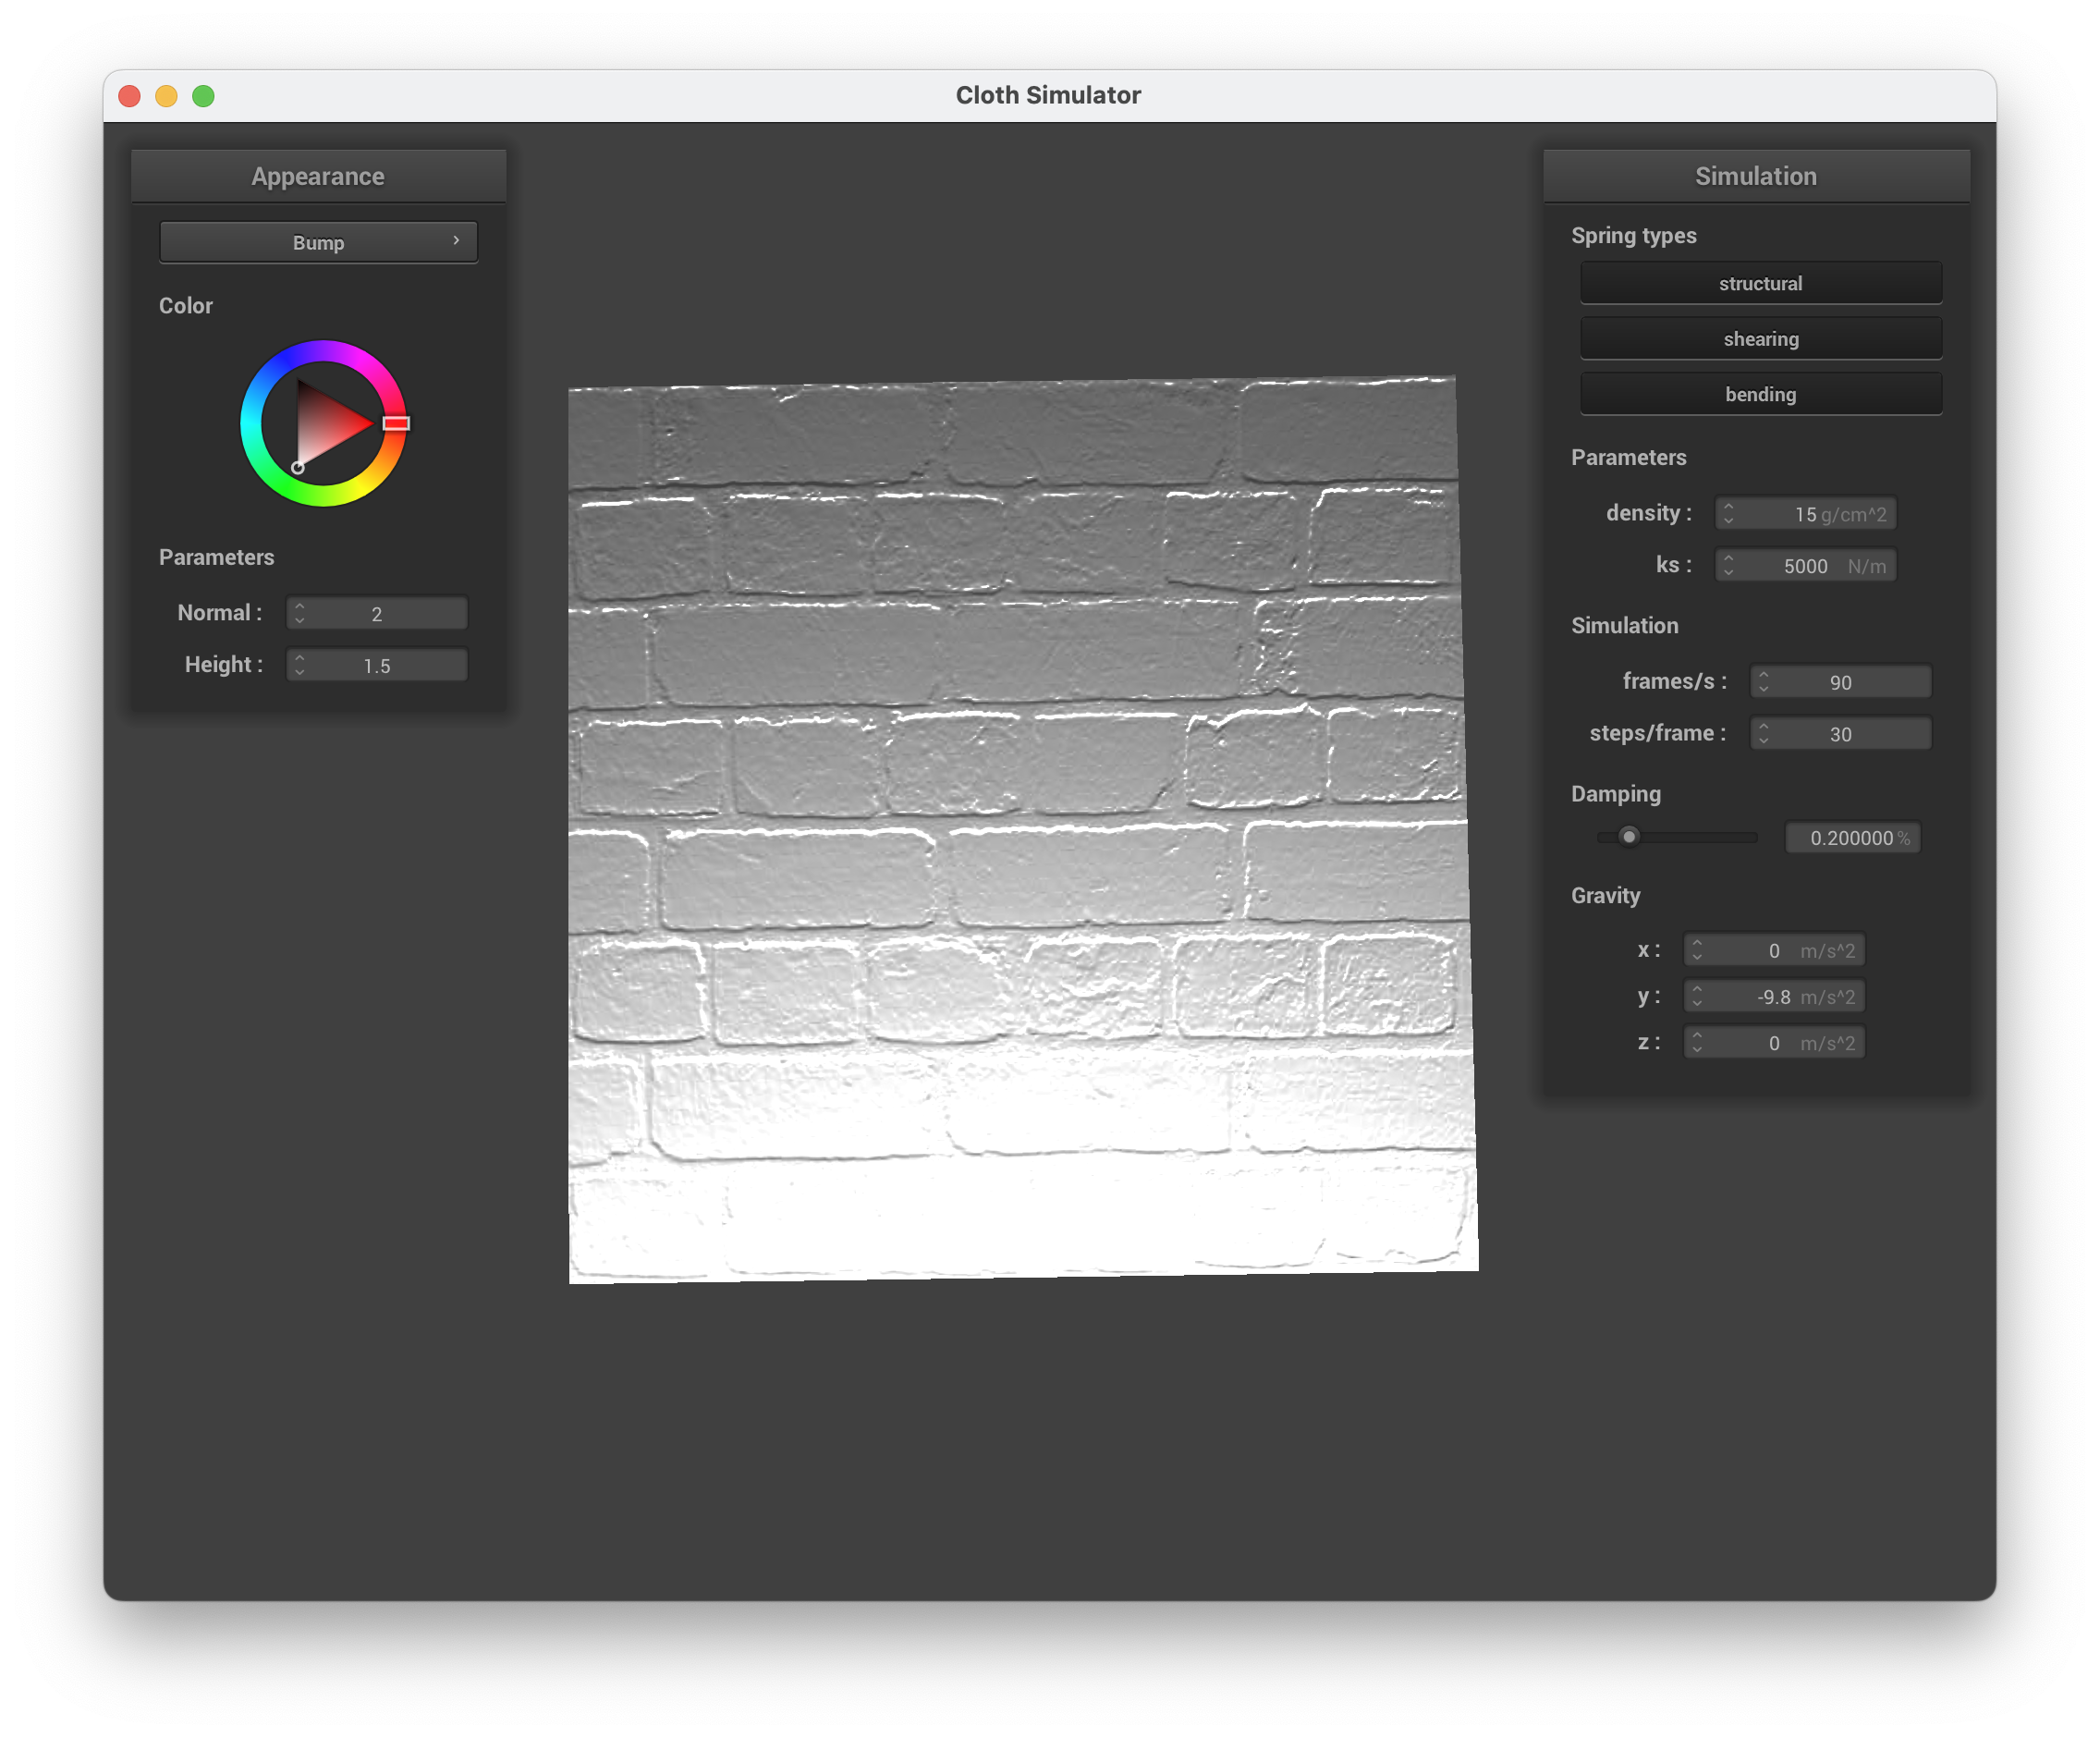 Cloth Simulator
Appearance
Bump
Color
Parameters
Normal : 2
Height : 1.5
Simulation
Spring types
structural
shearing
bending
Parameters
density : 15 g/cm^2
ks : 5000 N/m
Simulation
frames/s : 90
steps/frame : 30
Damping
0.200000 %
Gravity
x : 0 m/s^2
y : -9.8 m/s^2
z : 0 m/s^2